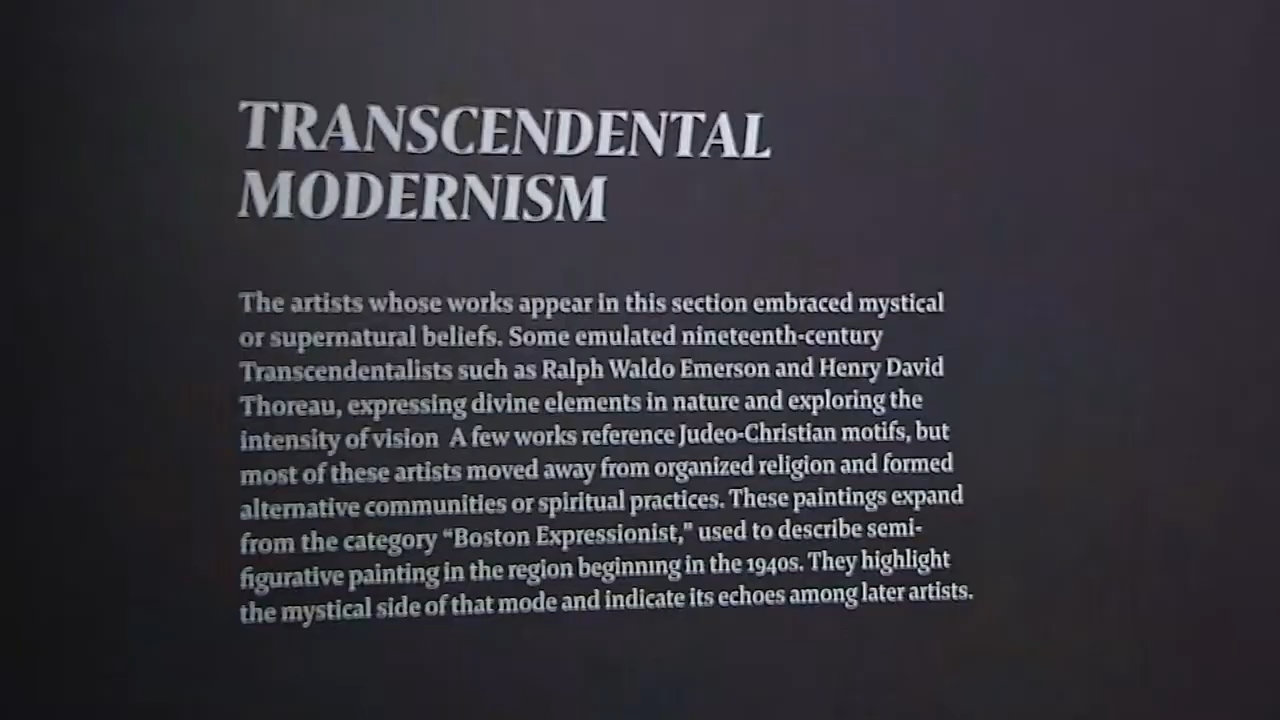 TRANSCENDENTAL
MODERNISM
The artists whose works appear in this section embraced mystical
or supernatural beliefs. Some emulated nineteenth-century
Transcendentalists such as Ralph Waldo Emerson and Henry David
Thoreau, expressing divine elements in nature and exploring the
intensity of vision  A few works reference Judeo-Christian motifs, but
most of these artists moved away from organized religion and formed
alternative communities or spiritual practices. These paintings expand
from the category “Boston Expressionist,” used to describe semi-
figurative painting in the region beginning in the 1940s. They highlight
the mystical side of that mode and indicate its echoes among later artists.